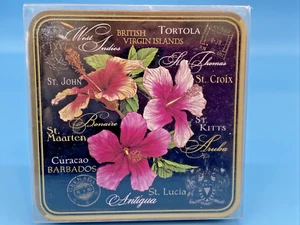 West Indies
BRITISH VIRGIN ISLANDS
TORTOLA
St. Thomas
St. JOHN
St. Croix
Bonaire
St. Maarten
St. KITTS
Aruba
Curacao
BARBADOS
St. Lucia
Antigua